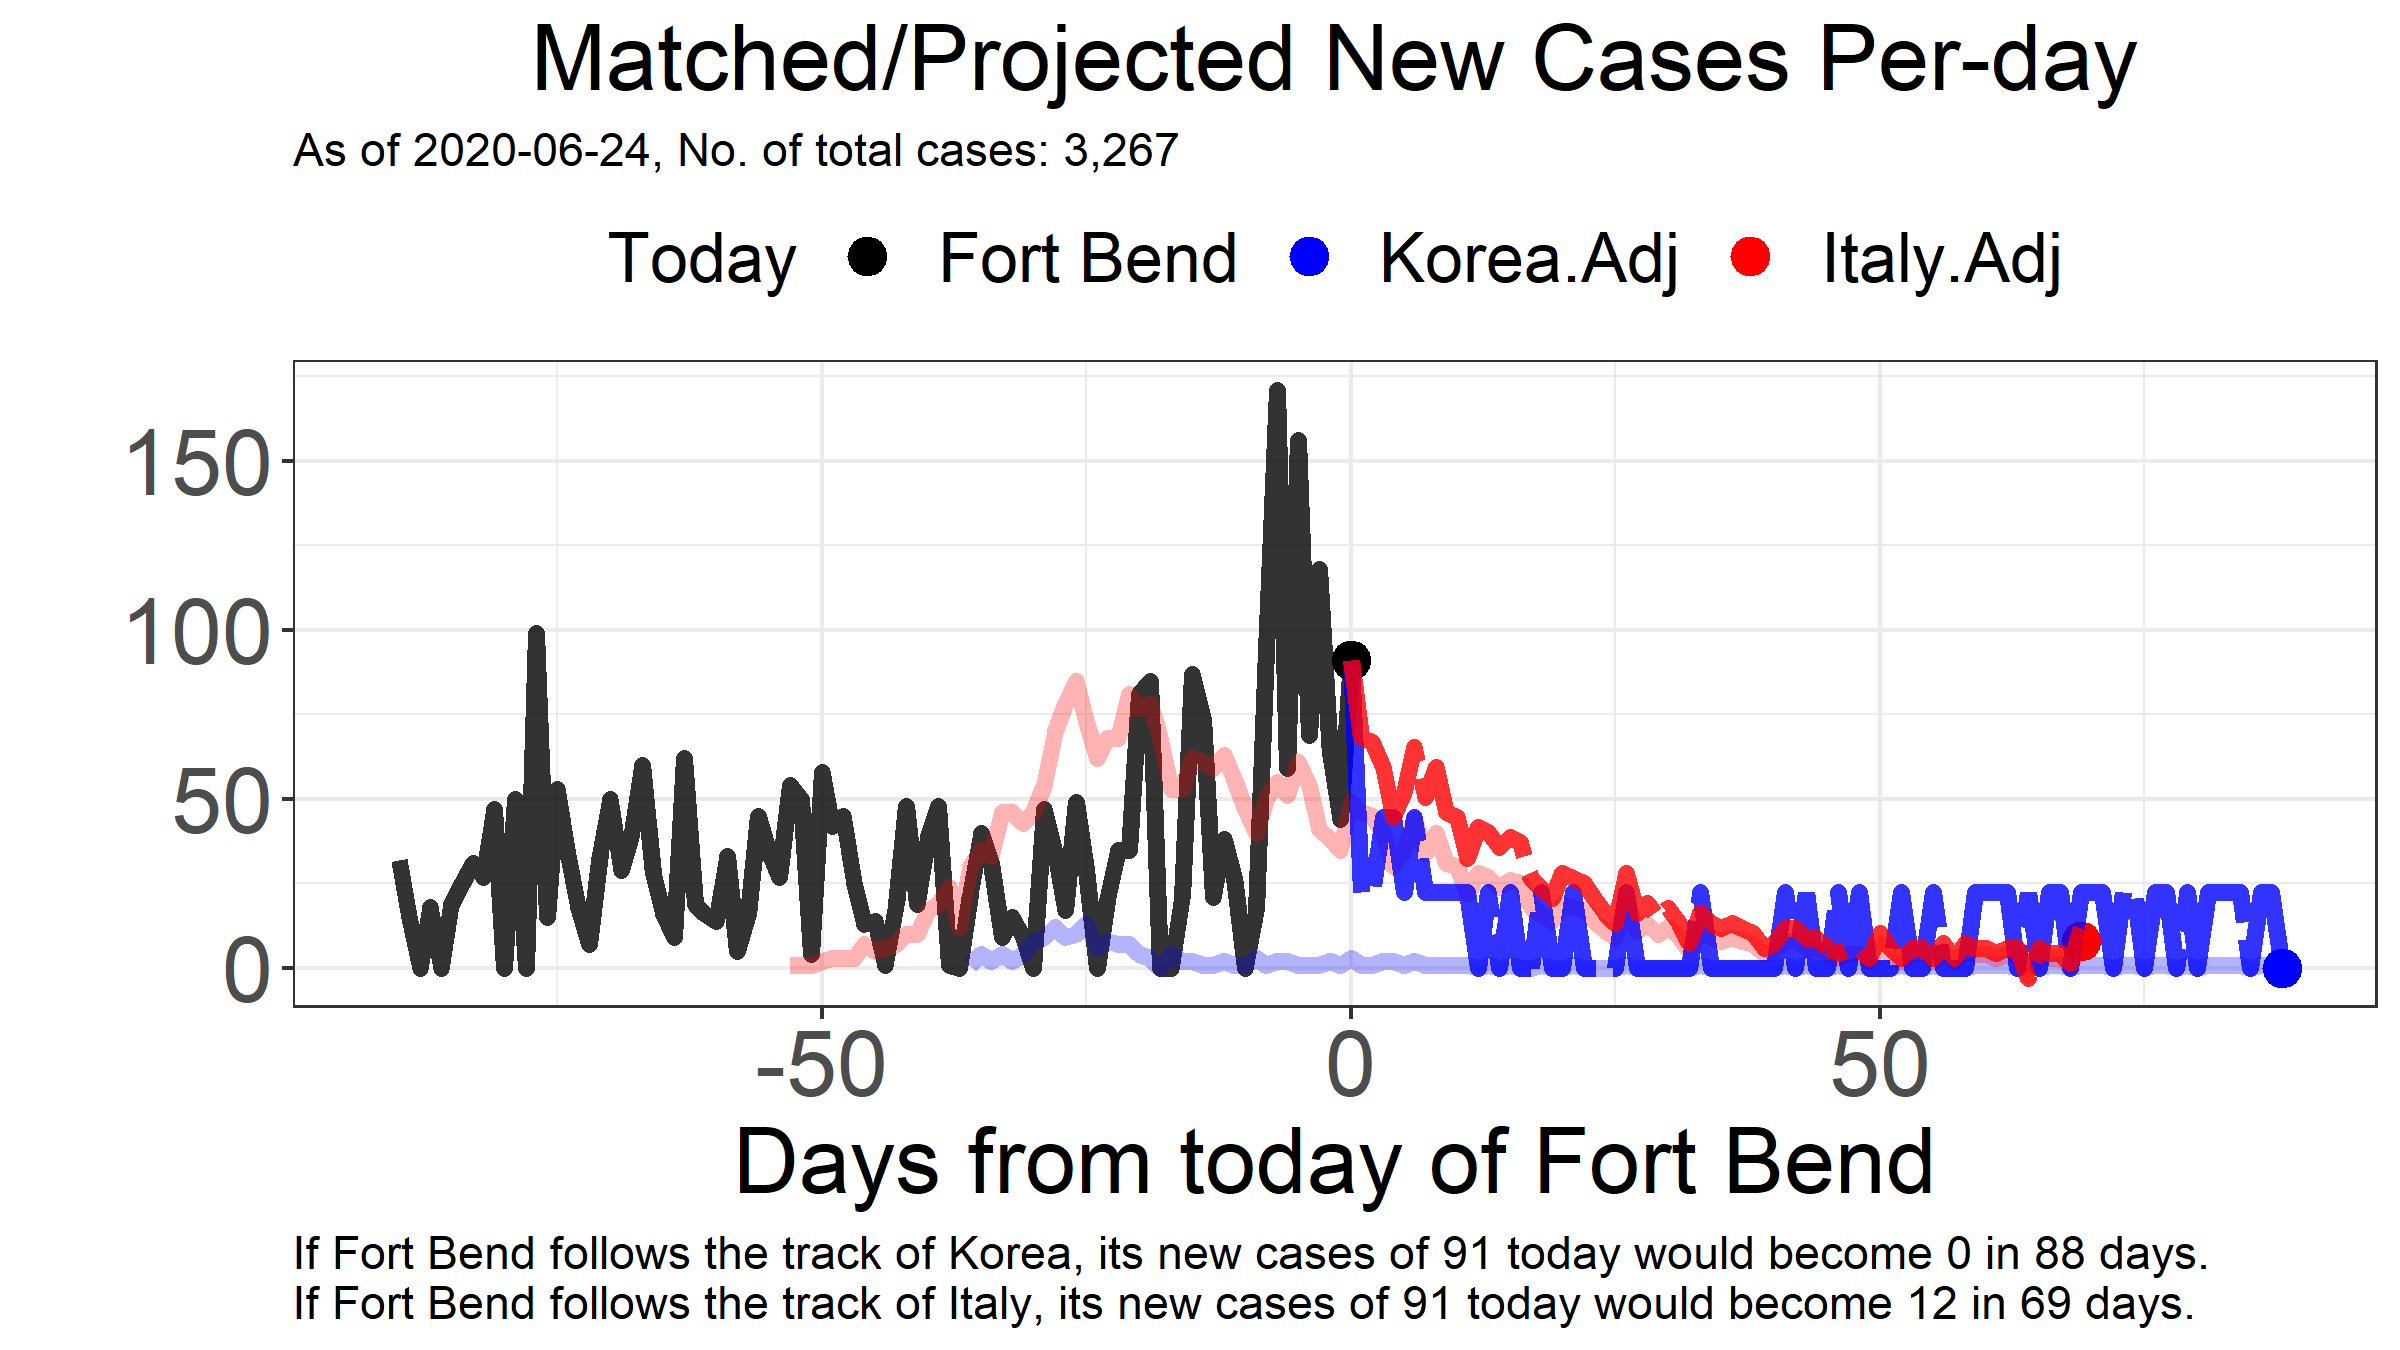 Matched/Projected New Cases Per-day
As of 2020-06-24, No. of total cases: 3,267
Today Fort Bend Korea.Adj Italy.Adj
150
100
50
0
-50 0 50
Days from today of Fort Bend
If Fort Bend follows the track of Korea, its new cases of 91 today would become 0 in 88 days.
If Fort Bend follows the track of Italy, its new cases of 91 today would become 12 in 69 days.